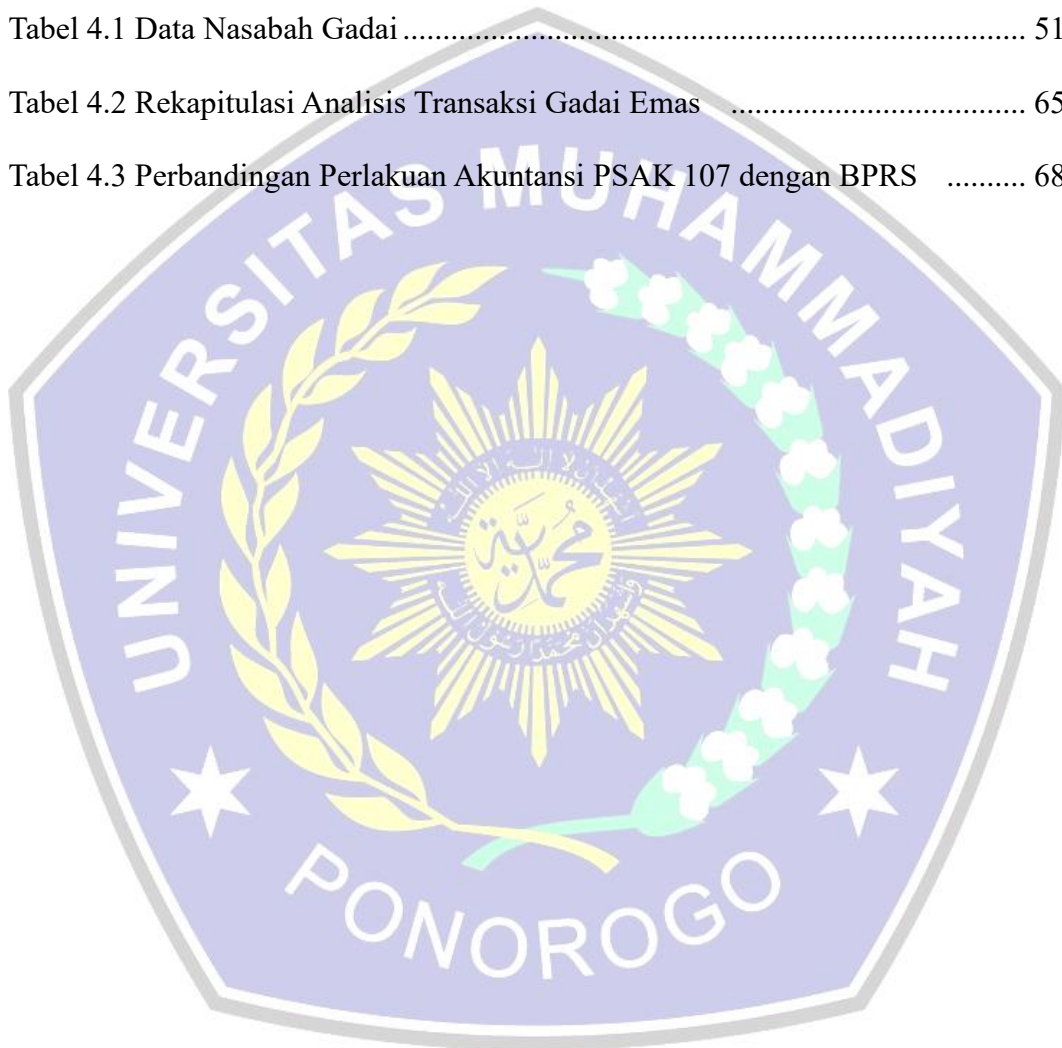 Tabel 4.1 Data Nasabah Gadai ........................................................................... 51
Tabel 4.2 Rekapitulasi Analisis Transaksi Gadai Emas .................................... 65
Tabel 4.3 Perbandingan Perlakuan Akuntansi PSAK 107 dengan BPRS .......... 68
UNIVERSITAS MUHAMMADIYAH
محمدية
PONOROGO